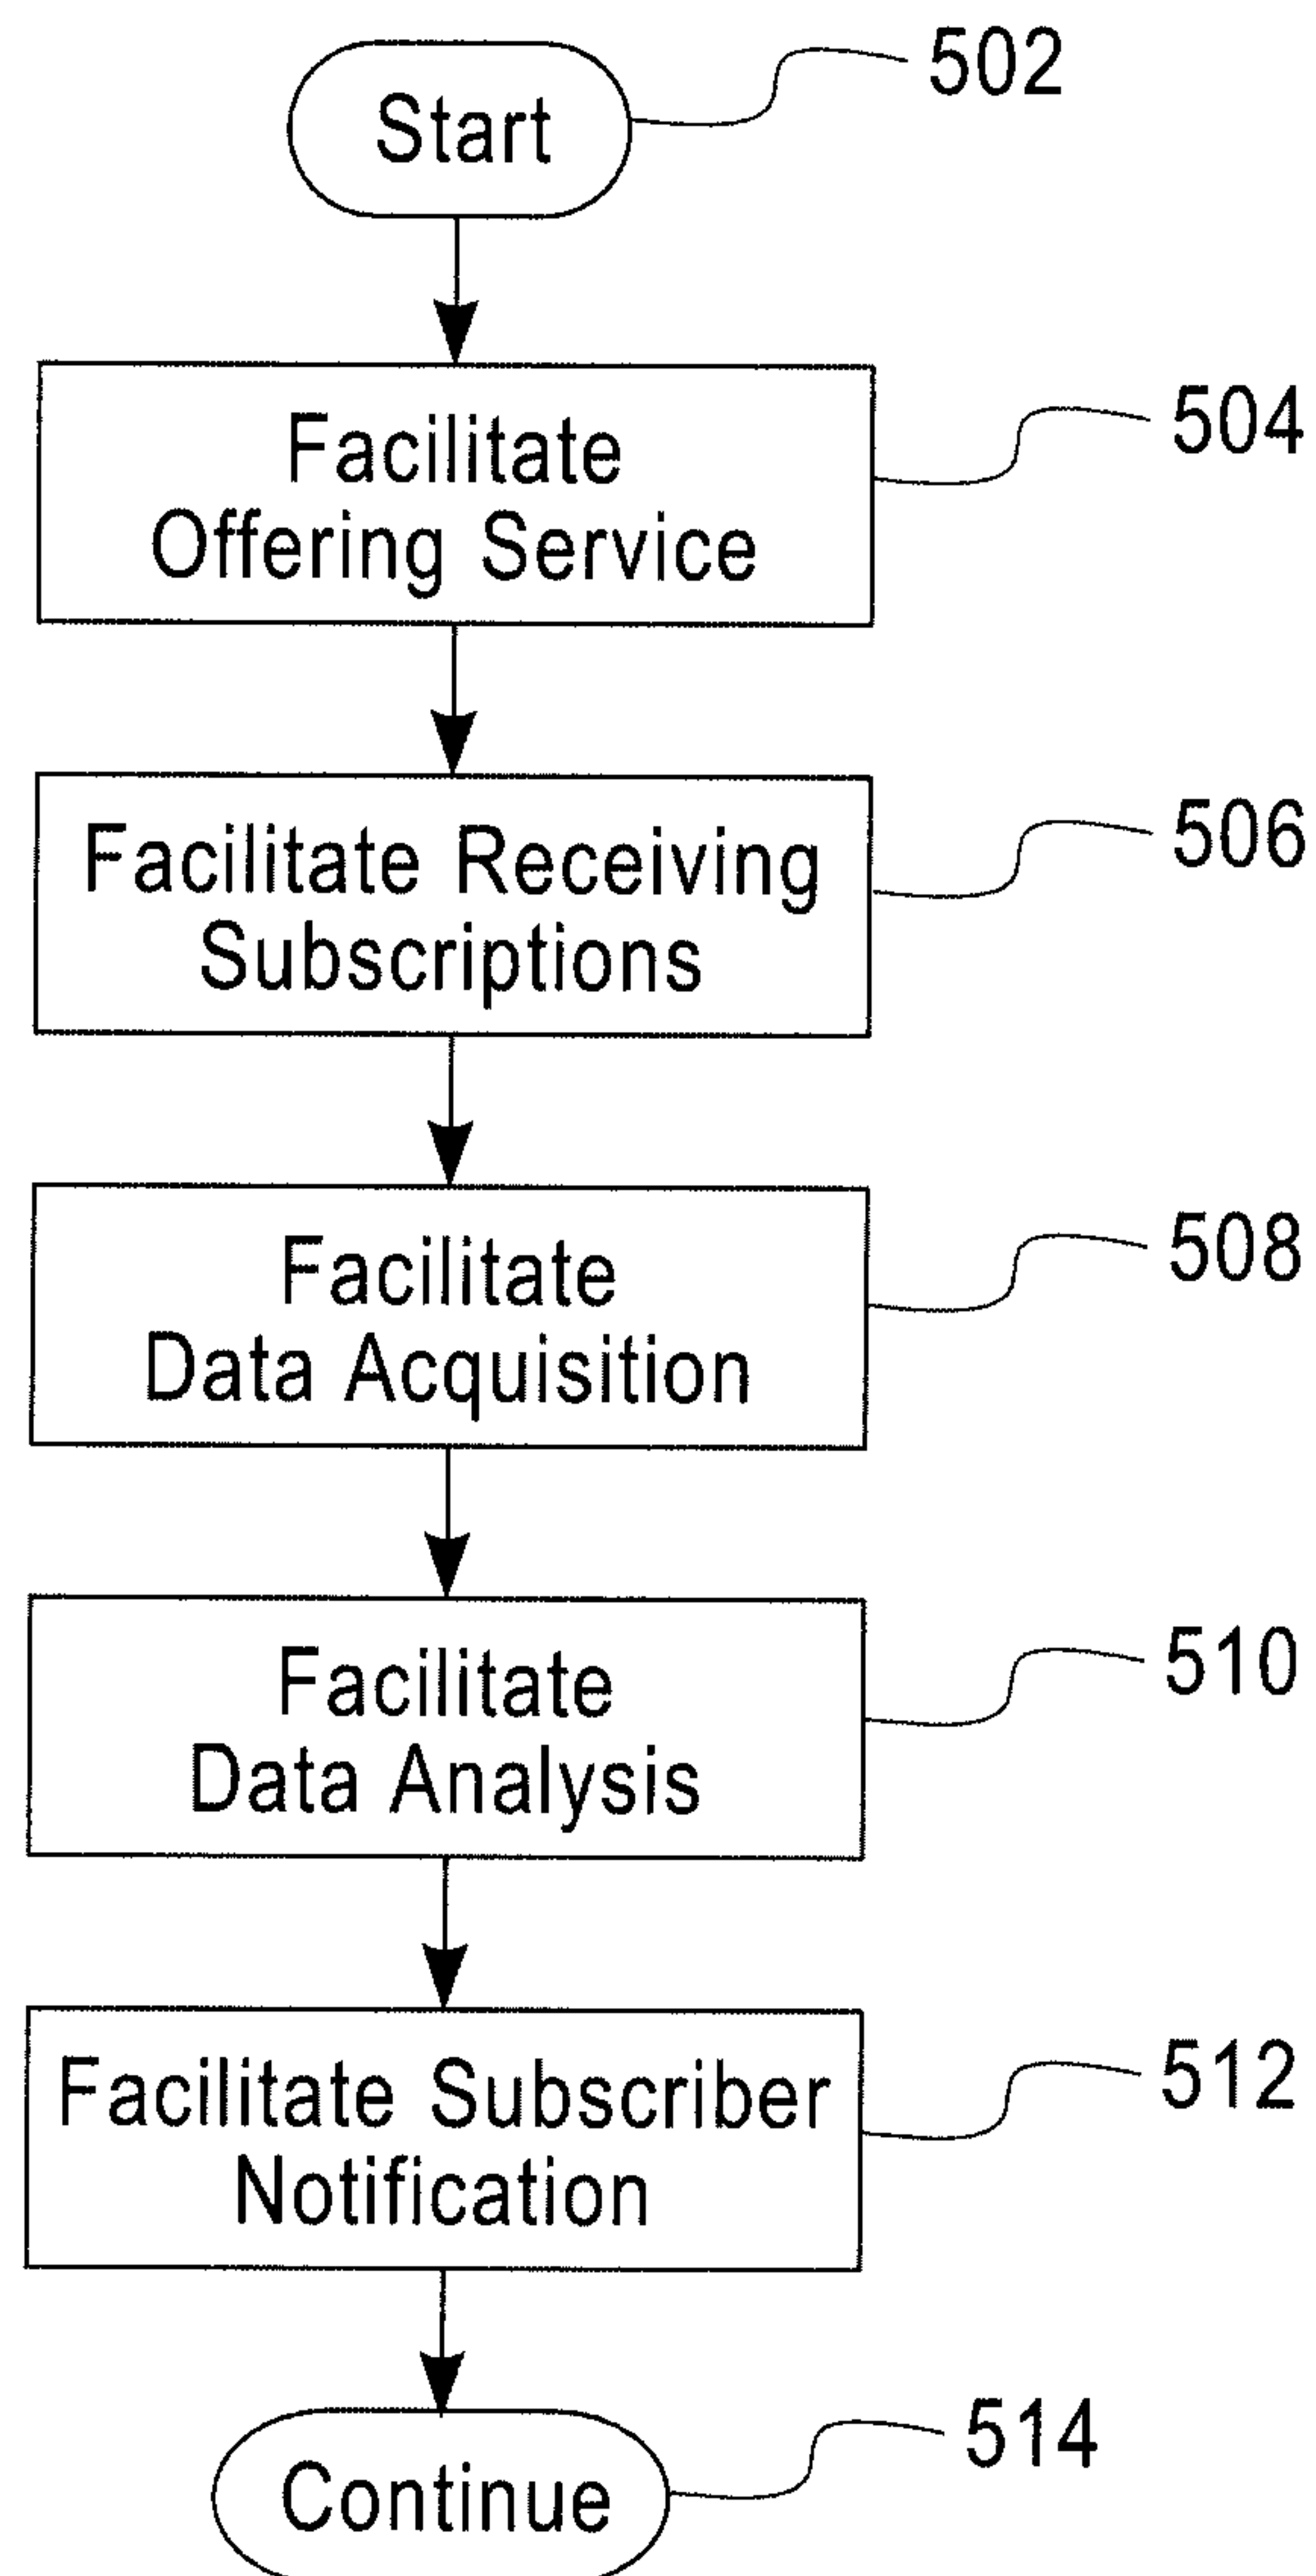 Start
502
Facilitate
Offering Service
504
Facilitate Receiving
Subscriptions
506
Facilitate
Data Acquisition
508
Facilitate
Data Analysis
510
Facilitate Subscriber
Notification
512
Continue
514